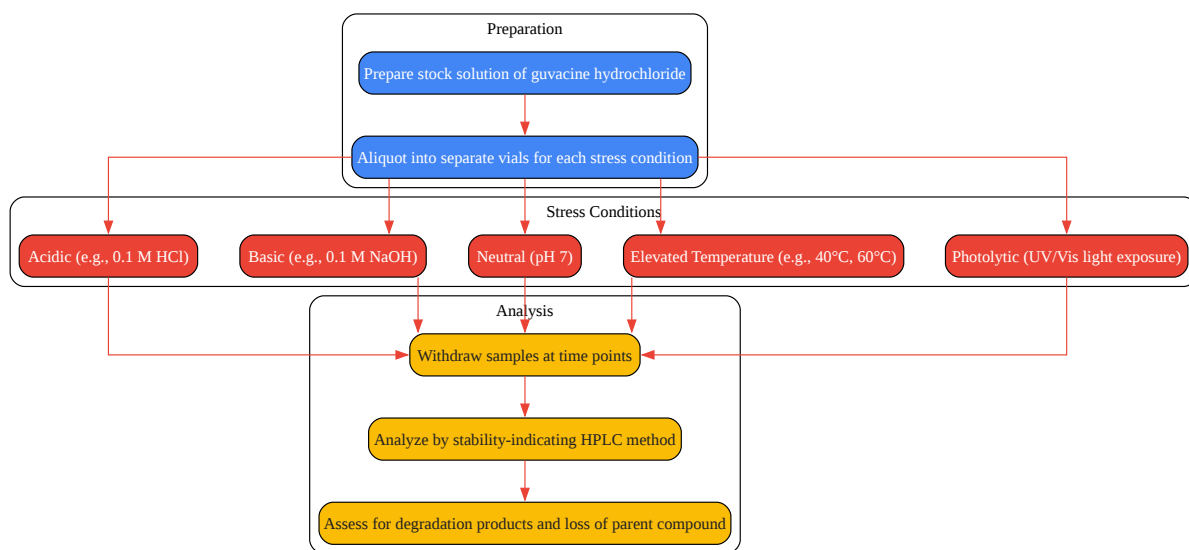 Preparation
Prepare stock solution of guvacine hydrochloride
Aliquot into separate vials for each stress condition
Stress Conditions
Acidic (e.g., 0.1 M HCl)
Basic (e.g., 0.1 M NaOH)
Neutral (pH 7)
Elevated Temperature (e.g., 40°C, 60°C)
Photolytic (UV/Vis light exposure)
Analysis
Withdraw samples at time points
Analyze by stability-indicating HPLC method
Assess for degradation products and loss of parent compound